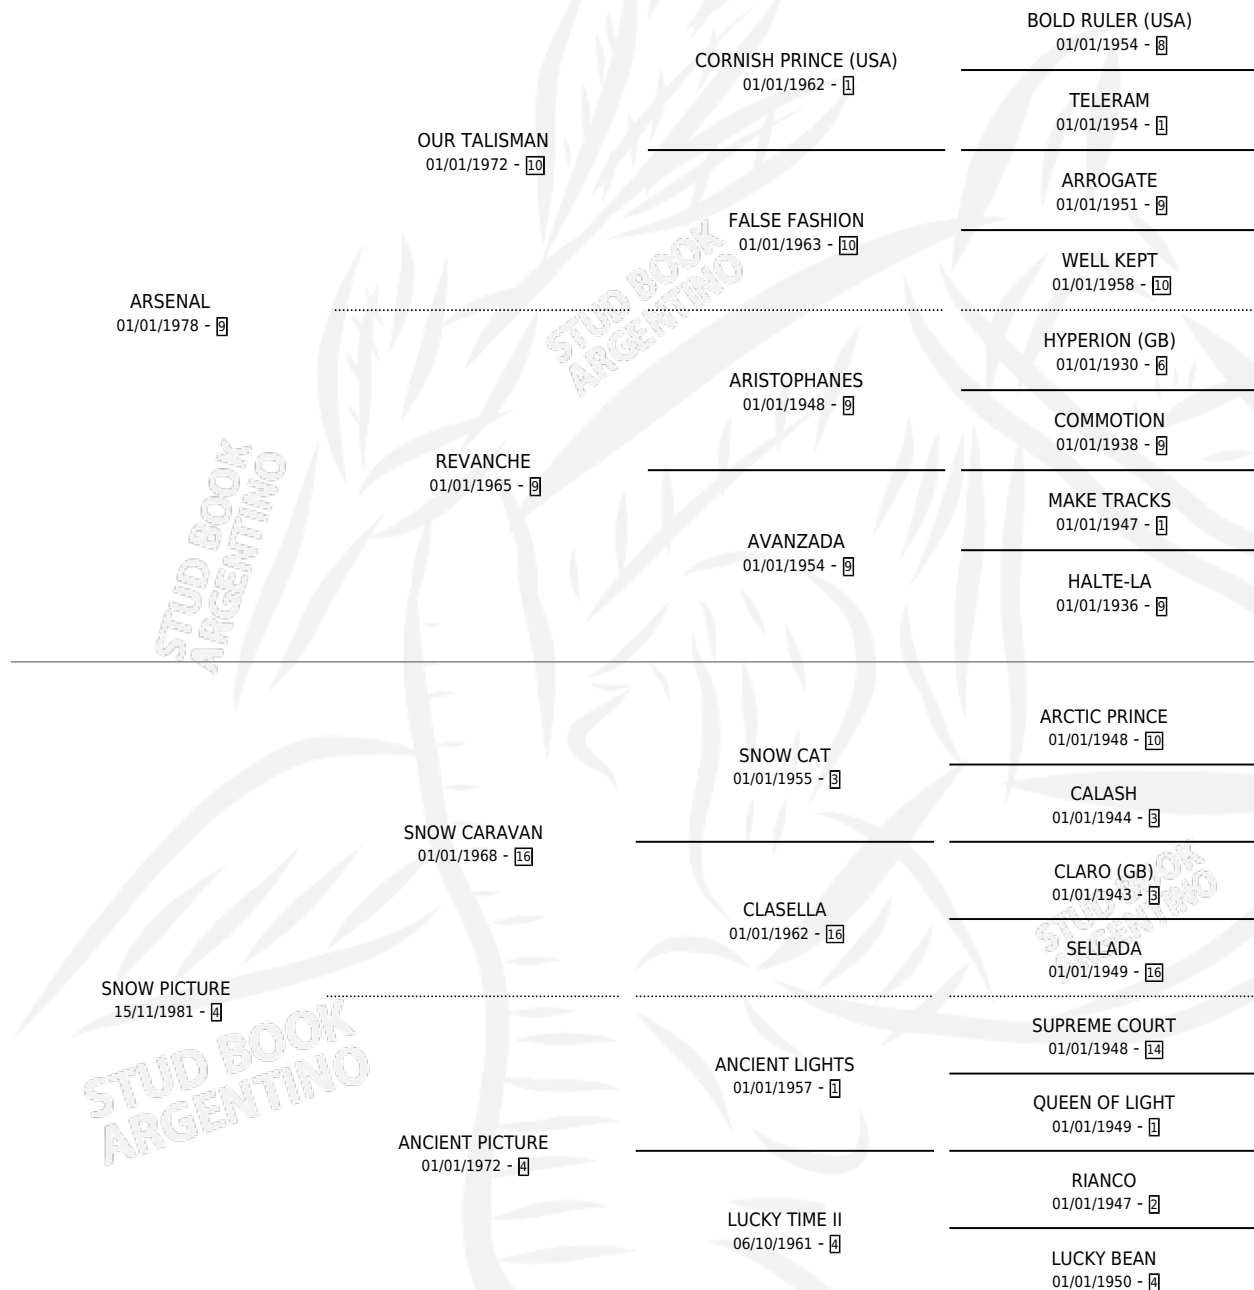 BOLD RULER (USA)
01/01/1954 - 8
CORNISH PRINCE (USA)
01/01/1962 - 1
TELERAM
01/01/1954 - 1
OUR TALISMAN
01/01/1972 - 10
ARROGATE
01/01/1951 - 9
FALSE FASHION
01/01/1963 - 10
WELL KEPT
01/01/1958 - 10
ARSENAL
01/01/1978 - 9
HYPERION (GB)
01/01/1930 - 6
ARISTOPHANES
01/01/1948 - 9
COMMOTION
01/01/1938 - 9
REVANCHE
01/01/1965 - 9
MAKE TRACKS
01/01/1947 - 1
AVANZADA
01/01/1954 - 9
HALTE-LA
01/01/1936 - 9
ARCTIC PRINCE
01/01/1948 - 10
SNOW CAT
01/01/1955 - 3
CALASH
01/01/1944 - 3
SNOW CARAVAN
01/01/1968 - 16
CLARO (GB)
01/01/1943 - 3
CLASELLA
01/01/1962 - 16
SELLADA
01/01/1949 - 16
SNOW PICTURE
15/11/1981 - 4
SUPREME COURT
01/01/1948 - 14
ANCIENT LIGHTS
01/01/1957 - 1
QUEEN OF LIGHT
01/01/1949 - 1
ANCIENT PICTURE
01/01/1972 - 4
RIANCO
01/01/1947 - 2
LUCKY TIME II
06/10/1961 - 4
LUCKY BEAN
01/01/1950 - 4
STUD BOOK
ARGENTINO
STUD BOOK
ARGENTINO
STUD BOOK
ARGENTINO
STUD BOOK
ARGENTINO